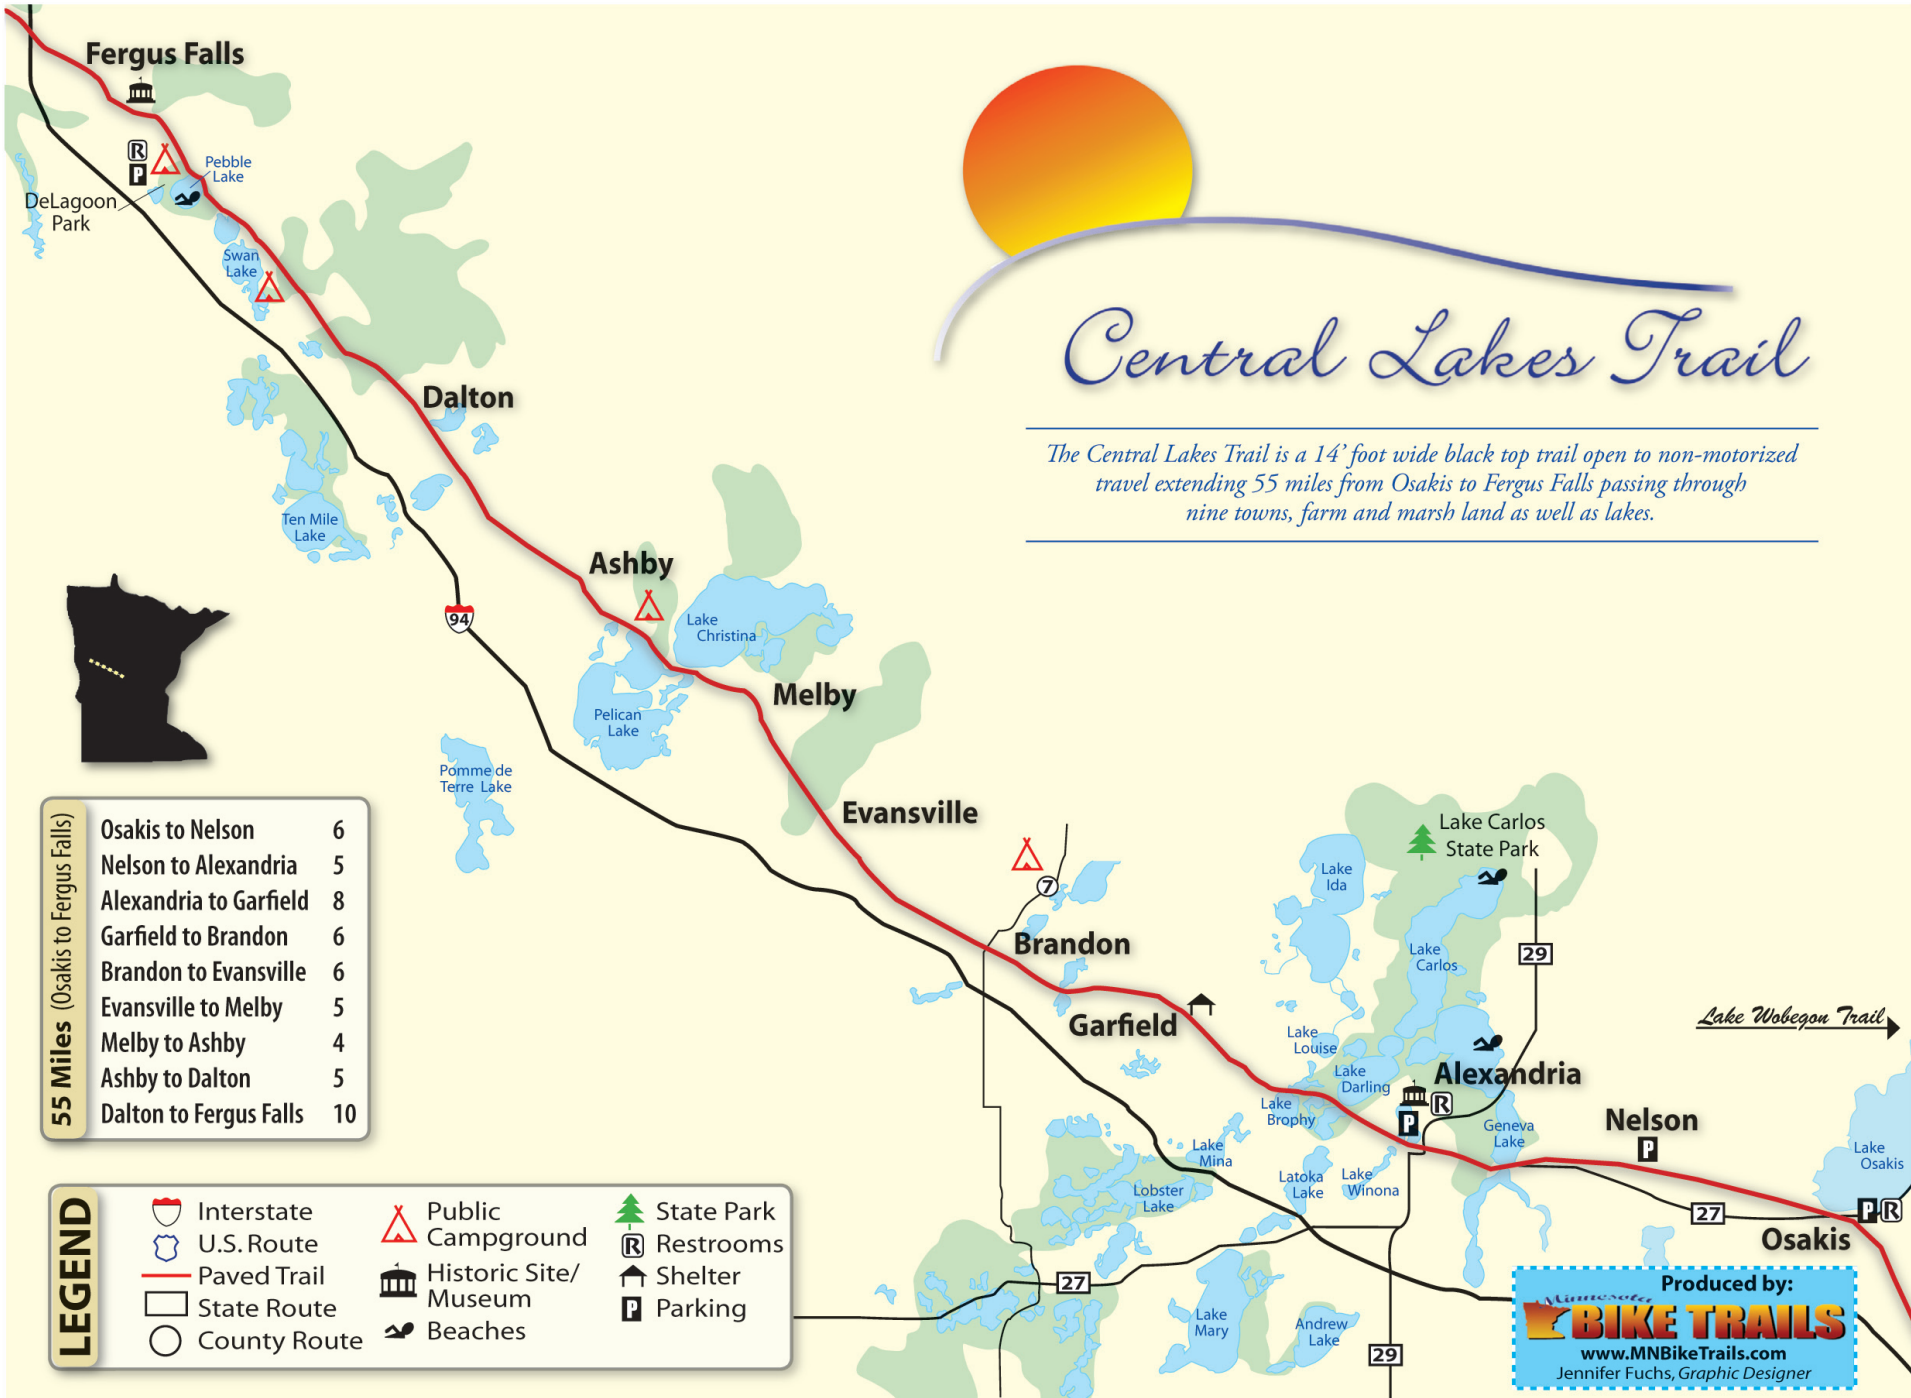 Fergus Falls
R
P
Pebble
Lake
DeLagoon
Park
Swan
Lake
Central Lakes Trail
Dalton
The Central Lakes Trail is a 14' foot wide black top trail open to non-motorized
travel extending 55 miles from Osakis to Fergus Falls passing through
nine towns, farm and marsh land as well as lakes.
Ten Mile
Lake
Ashby
94
Lake
Christina
Melby
Pelican
Lake
Pomme de
Terre Lake
Evansville
7
Lake Carlos
State Park
Lake
Ida
Brandon
Lake
Carlos
29
Garfield
Lake Wobegon Trail
Lake
Louise
Lake
Darling
Alexandria
R
P
Lake
Brophy
Geneva
Lake
Nelson
P
Lake
Osakis
Lake
Mina
Latoka
Lake
Lake
Winona
Lobster
Lake
27
P R
Osakis
27
Lake
Mary
Andrew
Lake
29
55 Miles (Osakis to Fergus Falls)
Osakis to Nelson 6
Nelson to Alexandria 5
Alexandria to Garfield 8
Garfield to Brandon 6
Brandon to Evansville 6
Evansville to Melby 5
Melby to Ashby 4
Ashby to Dalton 5
Dalton to Fergus Falls 10
LEGEND
Interstate
U.S. Route
Paved Trail
State Route
County Route
Public
Campground
Historic Site/
Museum
Beaches
State Park
R Restrooms
Shelter
P Parking
Produced by:
Minnesota
BIKE TRAILS
www.MNBikeTrails.com
Jennifer Fuchs, Graphic Designer